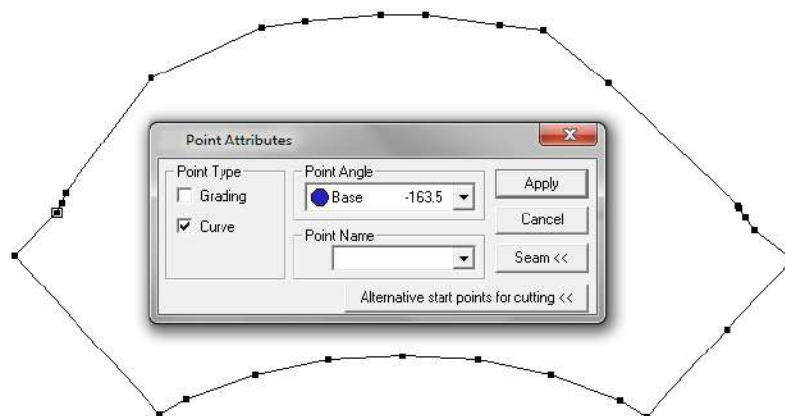 Point Attributes
Point Type
Grading
Curve
Point Angle
Base -163.5
Point Name
Apply
Cancel
Seam <<
Alternative start points for cutting <<